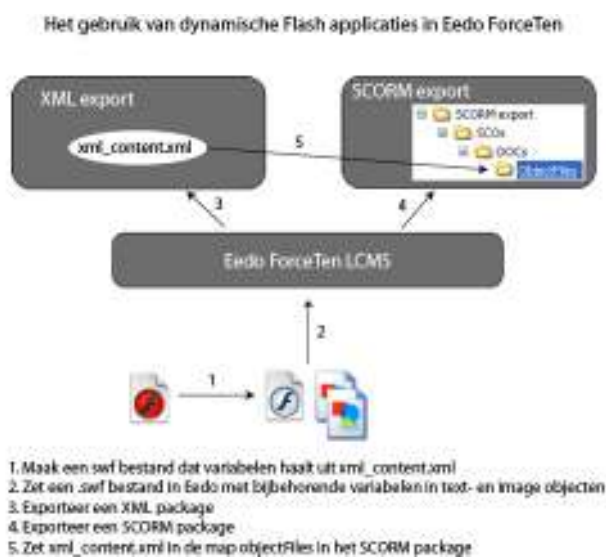 Het gebruik van dynamische Flash applicaties in Eedo ForceTen
XML export
xml_content.xml
SCORM export
SCORM export
SCOs
DOCs
ObjectFiles
5
3
4
Eedo ForceTen LCMS
2
1
1. Maak een swf bestand dat variabelen haalt uit xml_content.xml
2. Zet een .swf bestand in Eedo met bijbehorende variabelen in text- en image objecten
3. Exporteer een XML package
4. Exporteer een SCORM package
5. Zet xml_content.xml in de map objectFiles in het SCORM package